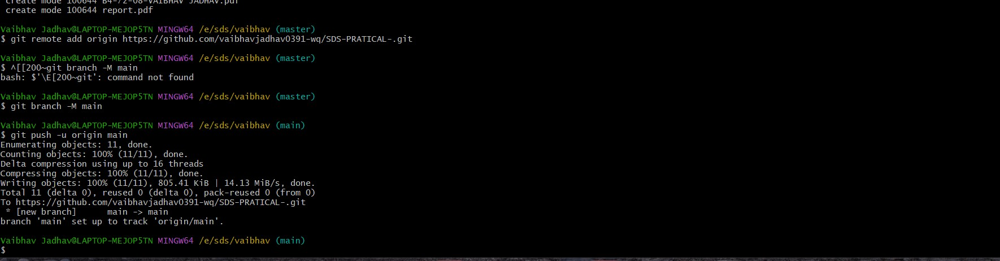 create mode 100644 B4-72-08-VAIBHAV JADHAV.pdf
create mode 100644 report.pdf
Vaibhav Jadhav@LAPTOP-MEJOP5TN MINGW64 /e/sds/vaibhav (master)
$ git remote add origin https://github.com/vaibhavjadhav0391-wq/SDS-PRATICAL-.git
Vaibhav Jadhav@LAPTOP-MEJOP5TN MINGW64 /e/sds/vaibhav (master)
$ ^[[200~git branch -M main
bash: $'\E[200~git': command not found
Vaibhav Jadhav@LAPTOP-MEJOP5TN MINGW64 /e/sds/vaibhav (master)
$ git branch -M main
Vaibhav Jadhav@LAPTOP-MEJOP5TN MINGW64 /e/sds/vaibhav (main)
$ git push -u origin main
Enumerating objects: 11, done.
Counting objects: 100% (11/11), done.
Delta compression using up to 16 threads
Compressing objects: 100% (11/11), done.
Writing objects: 100% (11/11), 805.41 KiB | 14.13 MiB/s, done.
Total 11 (delta 0), reused 0 (delta 0), pack-reused 0 (from 0)
To https://github.com/vaibhavjadhav0391-wq/SDS-PRATICAL-.git
 * [new branch]      main -> main
branch 'main' set up to track 'origin/main'.
Vaibhav Jadhav@LAPTOP-MEJOP5TN MINGW64 /e/sds/vaibhav (main)
$